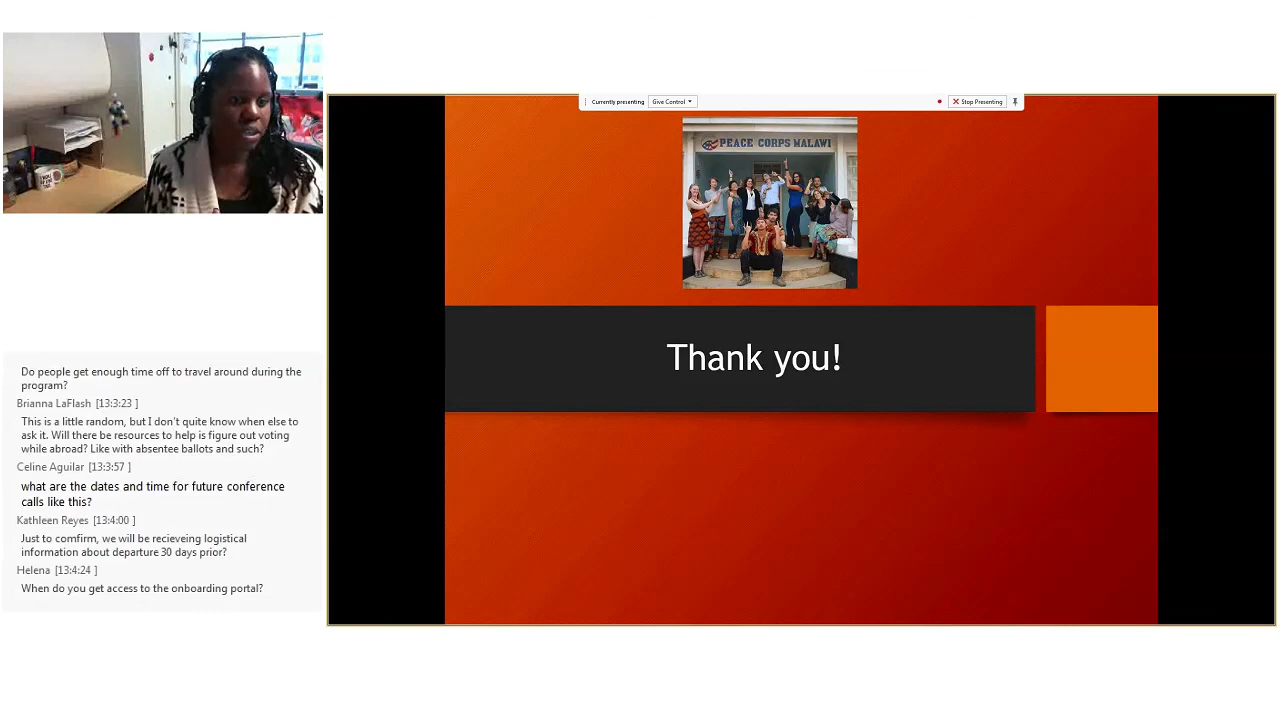 Currently presenting
Give Control
Stop Presenting
PEACE CORPS MALAWI
Thank you!
Do people get enough time off to travel around during the
program?
Brianna LaFlash [13:3:23 ]
This is a little random, but I don't quite know when else to
ask it. Will there be resources to help is figure out voting
while abroad? Like with absentee ballots and such?
Celine Aguilar [13:3:57 ]
what are the dates and time for future conference
calls like this?
Kathleen Reyes [13:4:00 ]
Just to comfirm, we will be recieveing logistical
information about departure 30 days prior?
Helena [13:4:24 ]
When do you get access to the onboarding portal?